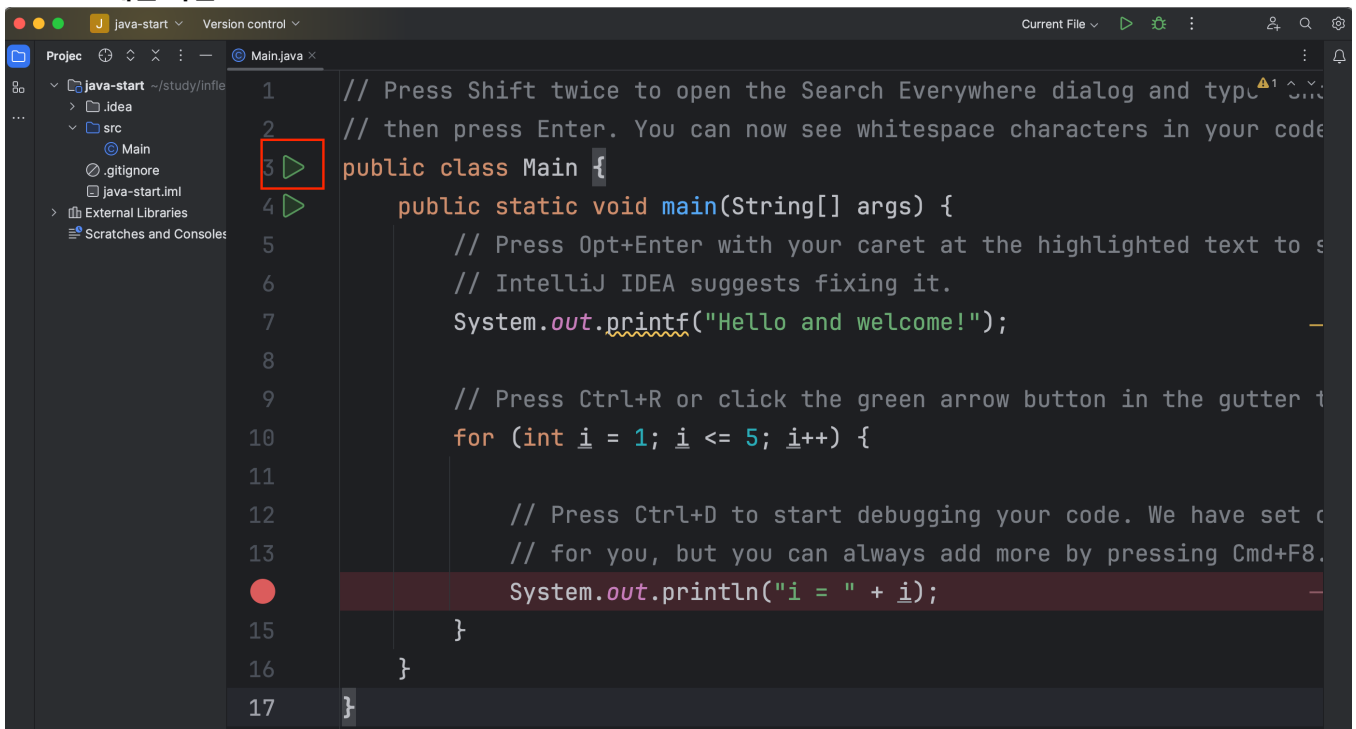 java-start
Version control
Current File
Projec
Main.java
java-start ~/study/infle
.idea
src
Main
.gitignore
java-start.iml
External Libraries
Scratches and Consoles
1 // Press Shift twice to open the Search Everywhere dialog and type
1
2 // then press Enter. You can now see whitespace characters in your code
3 public class Main {
4 public static void main(String[] args) {
5 // Press Opt+Enter with your caret at the highlighted text to s
6 // IntelliJ IDEA suggests fixing it.
7 System.out.printf("Hello and welcome!");
8
9 // Press Ctrl+R or click the green arrow button in the gutter t
10 for (int i = 1; i <= 5; i++) {
11
12 // Press Ctrl+D to start debugging your code. We have set o
13 // for you, but you can always add more by pressing Cmd+F8.
System.out.println("i = " + i);
15 }
16 }
17 }